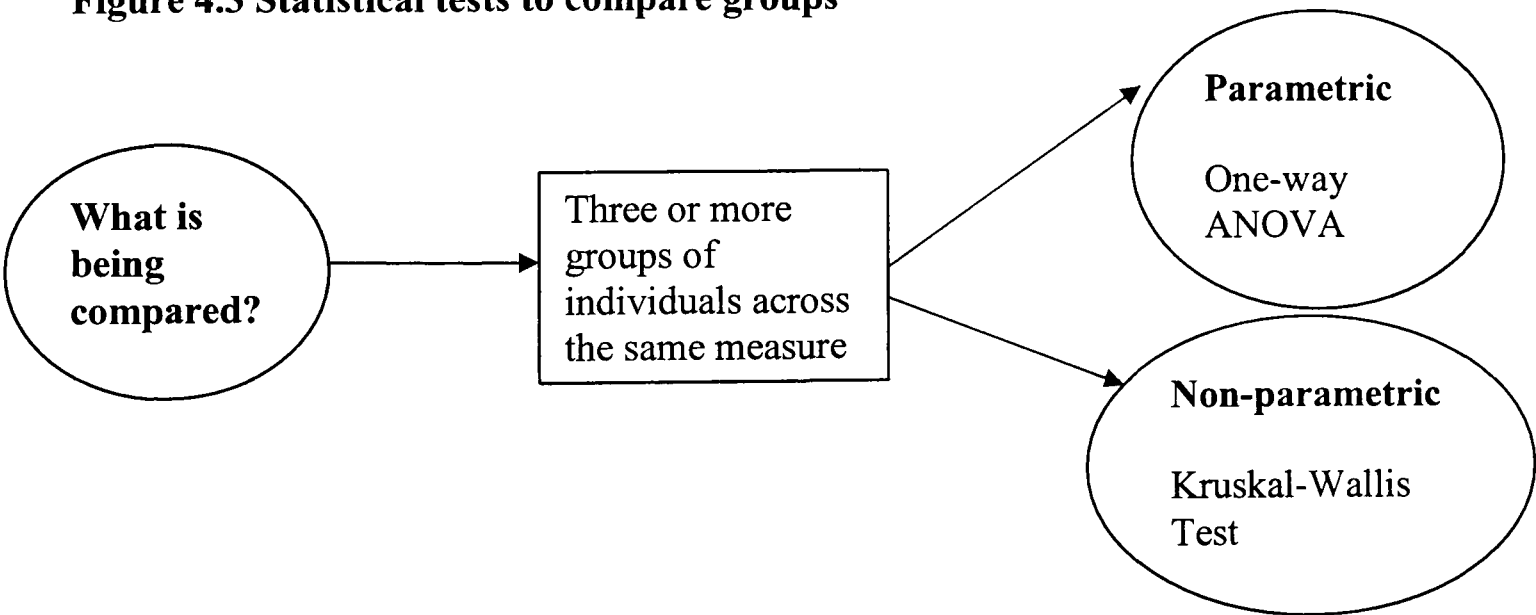 Figure 4.3 Statistical tests to compare groups
Parametric
One-way
ANOVA
What is
being
compared?
Three or more
groups of
individuals across
the same measure
Non-parametric
Kruskal-Wallis
Test